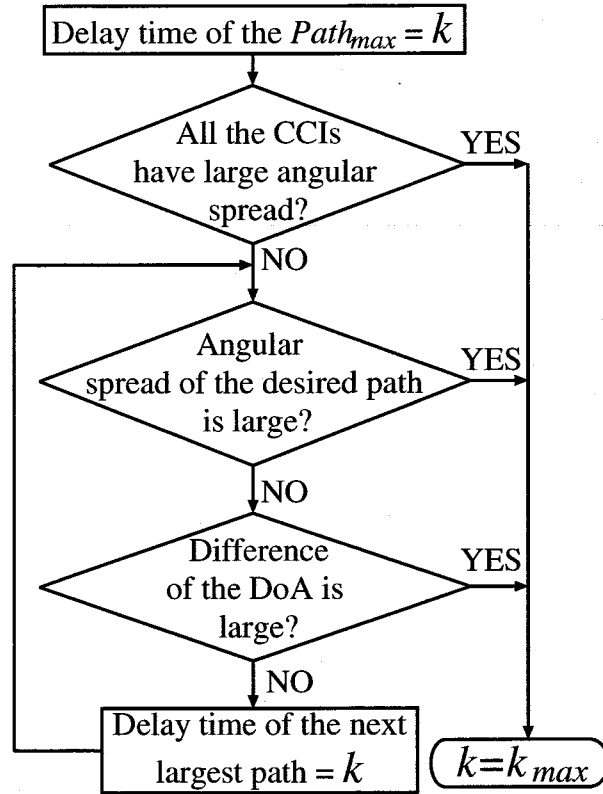 Delay time of the Path_max = k
All the CCIs
have large angular
spread?
YES
NO
Angular
spread of the desired path
is large?
YES
NO
Difference
of the DoA is
large?
YES
NO
Delay time of the next
largest path = k
k=k_max